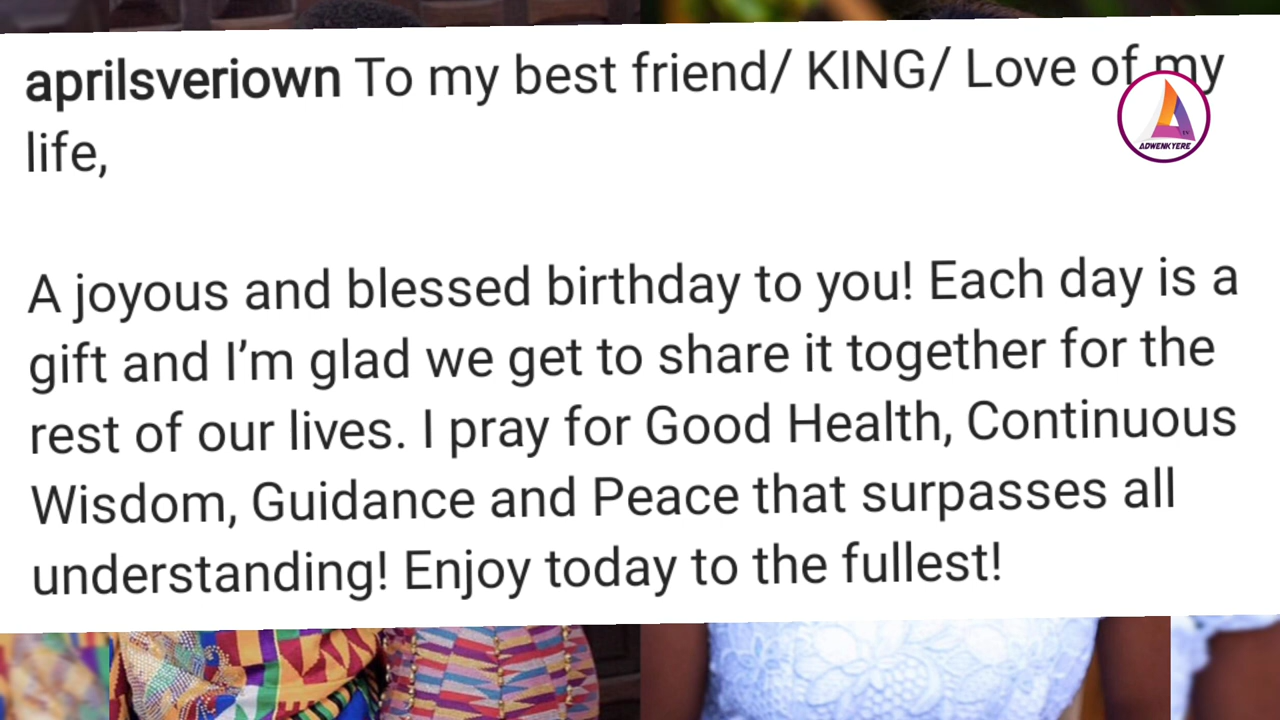 aprilsveriown To my best friend/ KING/ Love of my
life,
A joyous and blessed birthday to you! Each day is a
gift and I’m glad we get to share it together for the
rest of our lives. I pray for Good Health, Continuous
Wisdom, Guidance and Peace that surpasses all
understanding! Enjoy today to the fullest!
TV
ADWENKYERE